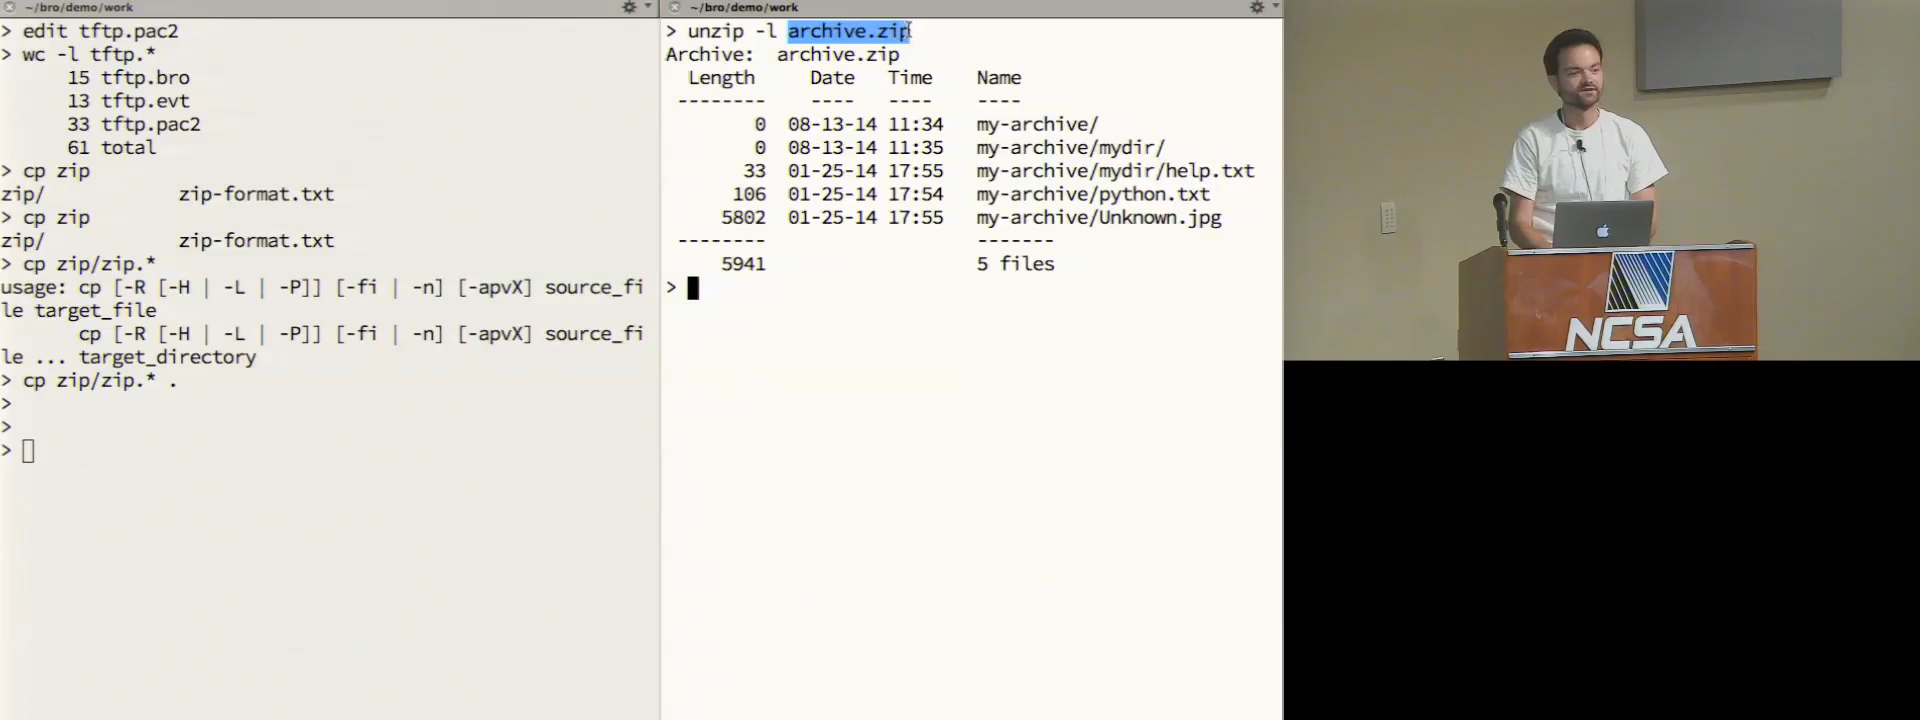 ~/bro/demo/work
> edit tftp.pac2
> wc -l tftp.*
15 tftp.bro
13 tftp.evt
33 tftp.pac2
61 total
> cp zip
zip/ zip-format.txt
> cp zip
zip/ zip-format.txt
> cp zip/zip.*
usage: cp [-R [-H | -L | -P]] [-fi | -n] [-apvX] source_fi
le target_file
cp [-R [-H | -L | -P]] [-fi | -n] [-apvX] source_fi
le ... target_directory
> cp zip/zip.* .
>
>
>
~/bro/demo/work
> unzip -l archive.zip
Archive: archive.zip
Length Date Time Name
-------- ---- ---- ----
0 08-13-14 11:34 my-archive/
0 08-13-14 11:35 my-archive/mydir/
33 01-25-14 17:55 my-archive/mydir/help.txt
106 01-25-14 17:54 my-archive/python.txt
5802 01-25-14 17:55 my-archive/Unknown.jpg
-------- -------
5941 5 files
>
NCSA